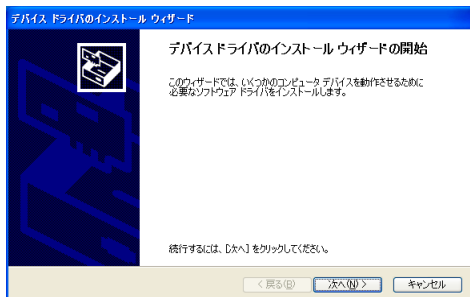 デバイス ドライバのインストール ウィザード
デバイス ドライバのインストール ウィザードの開始
このウィザードでは、いくつかのコンピュータ デバイスを動作させるために
必要なソフトウェア ドライバをインストールします。
続行するには、[次へ] をクリックしてください。
< 戻る(B)
次へ(N) >
キャンセル